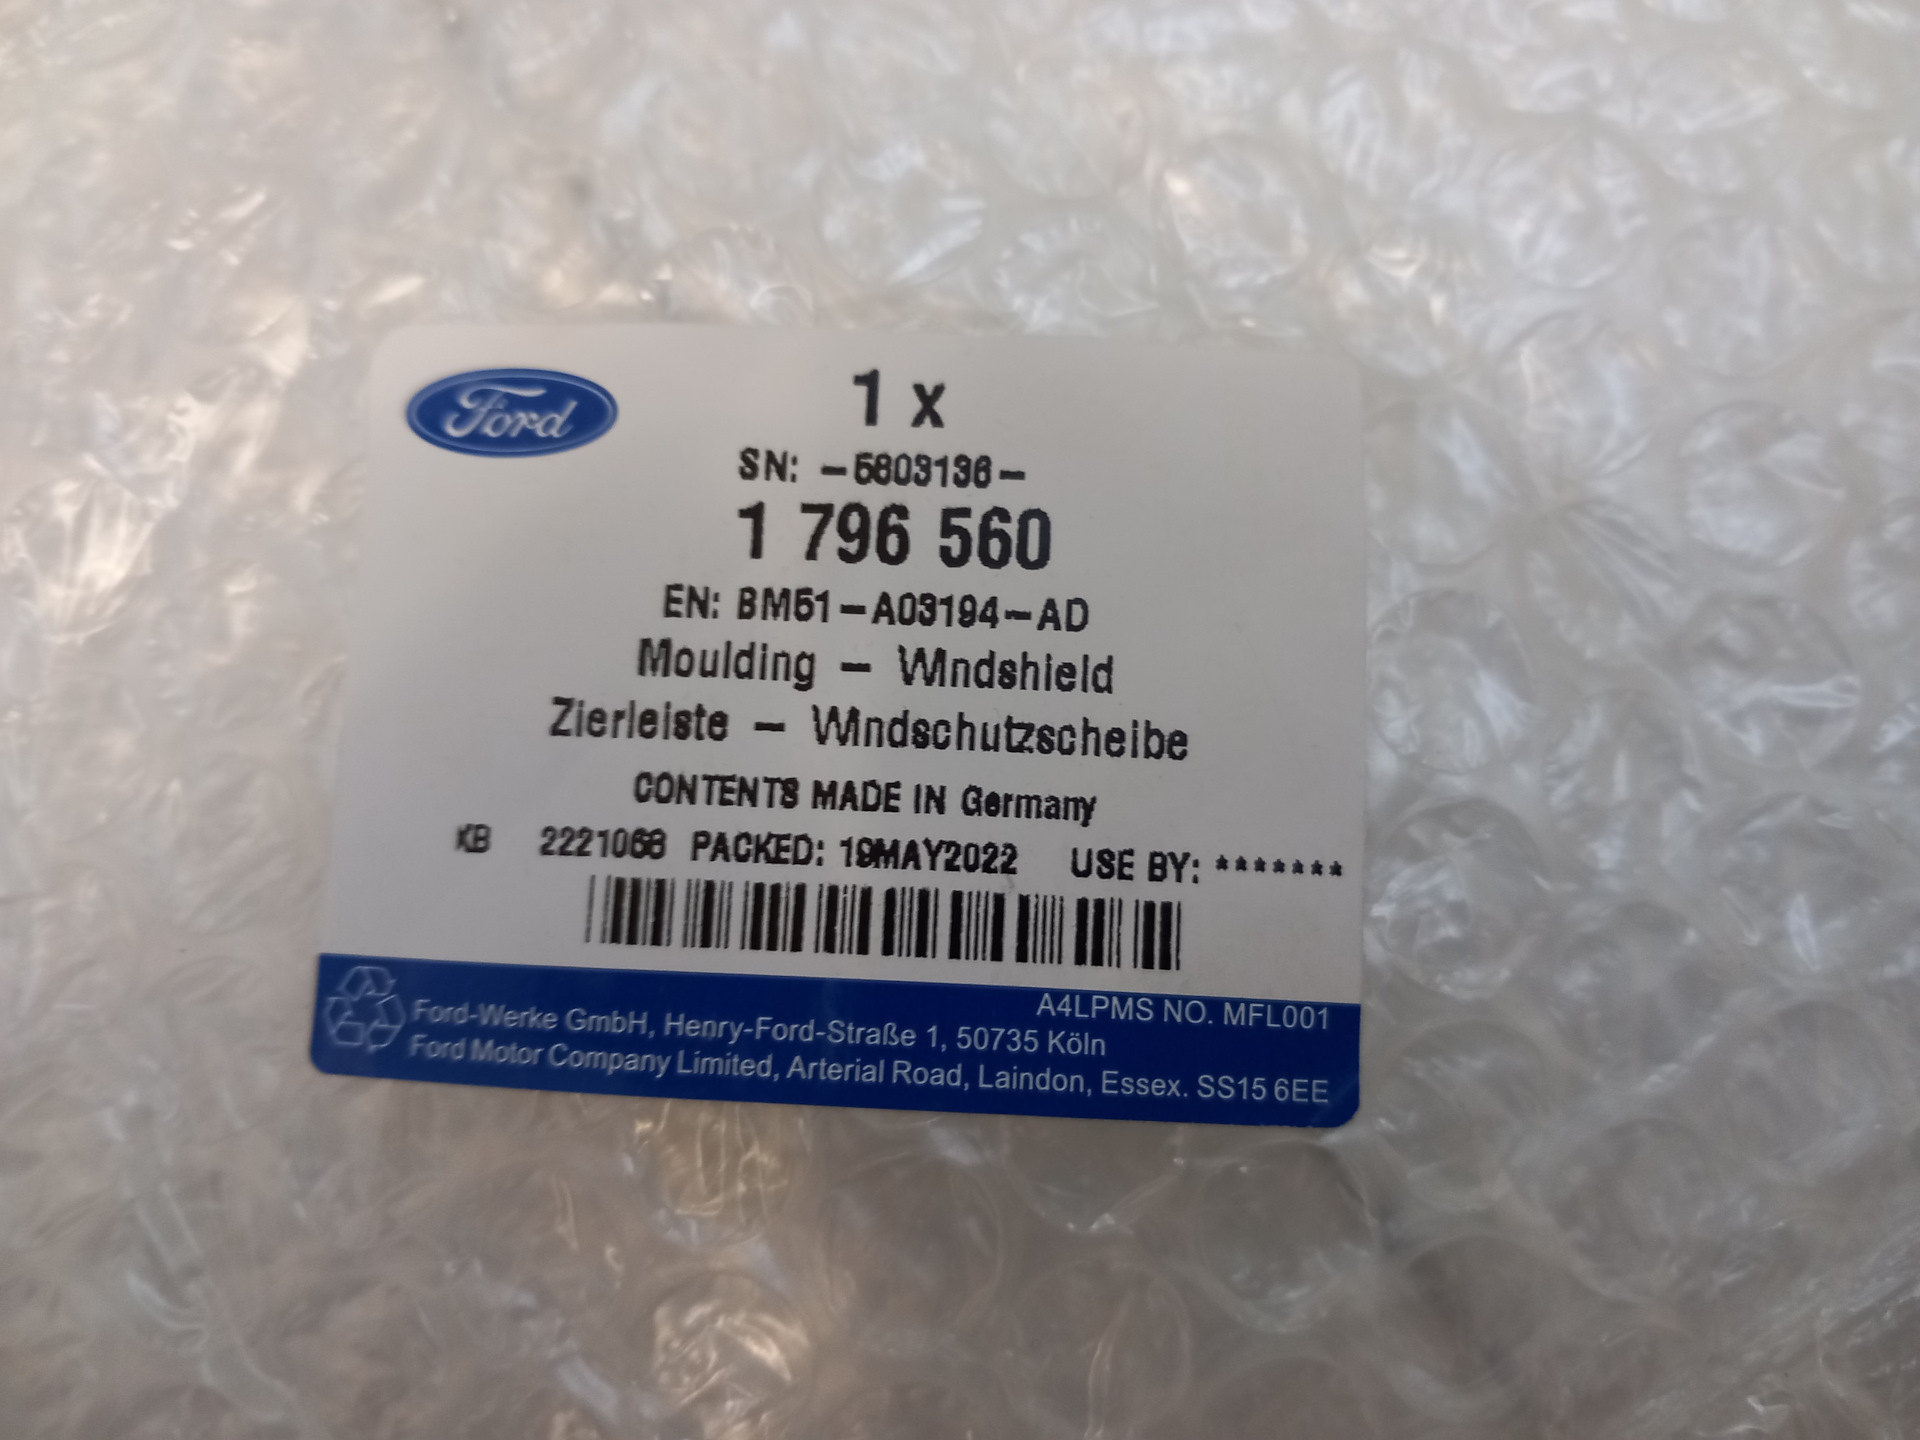 Ford
1 x
SN: -5803136-
1 796 560
EN: BM51-A03194-AD
Moulding - Windshield
Zierleiste - Windschutzscheibe
CONTENTS MADE IN Germany
KB 2221068 PACKED: 19MAY2022 USE BY: *******
A4LPMS NO. MFL001
Ford-Werke GmbH, Henry-Ford-Straße 1, 50735 Köln
Ford Motor Company Limited, Arterial Road, Laindon, Essex. SS15 6EE